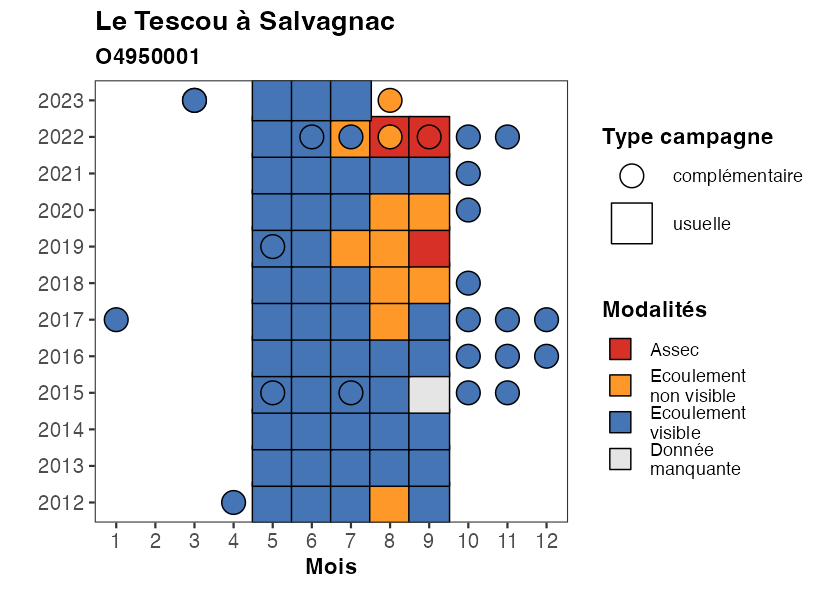 Le Tescou à Salvagnac
O4950001
2023
2022
2021
2020
2019
2018
2017
2016
2015
2014
2013
2012
1 2 3 4 5 6 7 8 9 10 11 12
Mois
Type campagne
complémentaire
usuelle
Modalités
Assec
Ecoulement
non visible
Ecoulement
visible
Donnée
manquante